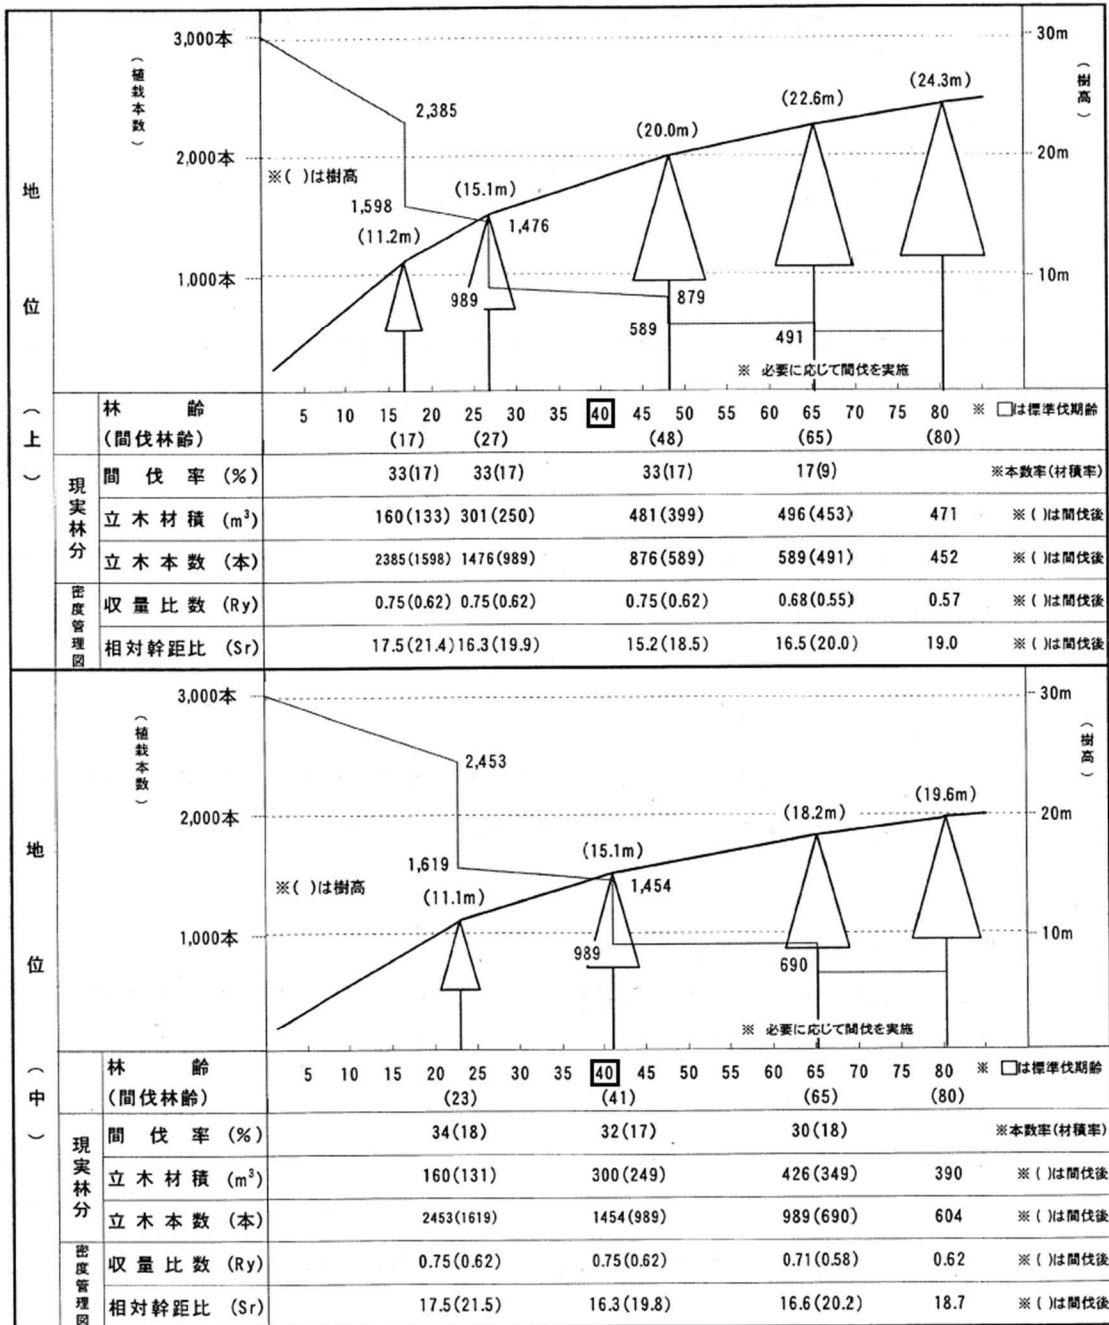 地位（上）
3,000本
（植栽本数）
2,000本
1,000本
30m
（樹高）
20m
10m
2,385
※( )は樹高
1,598
(11.2m)
(15.1m)
1,476
989
(20.0m)
879
589
(22.6m)
491
(24.3m)
※ 必要に応じて間伐を実施
林齢 5 10 15 20 25 30 35 40 45 50 55 60 65 70 75 80 ※ □は標準伐期齢
(間伐林齢) (17) (27) (48) (65) (80)
現実林分
間伐率 (%) 33(17) 33(17) 33(17) 17(9) ※本数率(材積率)
立木材積 (m³) 160(133) 301(250) 481(399) 496(453) 471 ※( )は間伐後
立木本数 (本) 2385(1598) 1476(989) 876(589) 589(491) 452 ※( )は間伐後
密度管理図
収量比数 (Ry) 0.75(0.62) 0.75(0.62) 0.75(0.62) 0.68(0.55) 0.57 ※( )は間伐後
相対幹距比 (Sr) 17.5(21.4) 16.3(19.9) 15.2(18.5) 16.5(20.0) 19.0 ※( )は間伐後
地位（中）
3,000本
（植栽本数）
2,000本
1,000本
30m
（樹高）
20m
10m
2,453
※( )は樹高
1,619
(11.1m)
(15.1m)
1,454
989
(18.2m)
690
(19.6m)
※ 必要に応じて間伐を実施
林齢 5 10 15 20 25 30 35 40 45 50 55 60 65 70 75 80 ※ □は標準伐期齢
(間伐林齢) (23) (41) (65) (80)
現実林分
間伐率 (%) 34(18) 32(17) 30(18) ※本数率(材積率)
立木材積 (m³) 160(131) 300(249) 426(349) 390 ※( )は間伐後
立木本数 (本) 2453(1619) 1454(989) 989(690) 604 ※( )は間伐後
密度管理図
収量比数 (Ry) 0.75(0.62) 0.75(0.62) 0.71(0.58) 0.62 ※( )は間伐後
相対幹距比 (Sr) 17.5(21.5) 16.3(19.8) 16.6(20.2) 18.7 ※( )は間伐後